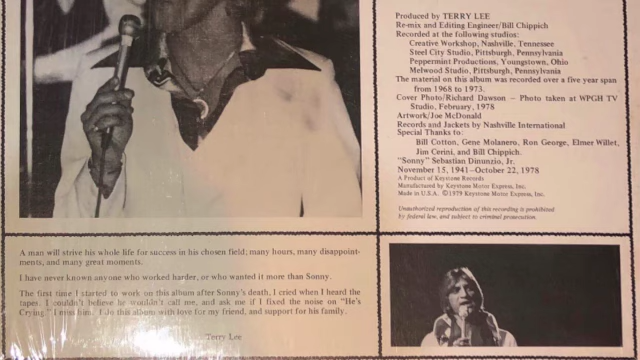 Produced by TERRY LEE
Re-mix and Editing Engineer/Bill Chippich
Recorded at the following studios:
Creative Workshop, Nashville, Tennessee
Steel City Studio, Pittsburgh, Pennsylvania
Peppermint Productions, Youngstown, Ohio
Melwood Studio, Pittsburgh, Pennsylvania
The material on this album was recorded over a five year span
from 1968 to 1973.
Cover Photo/Richard Dawson – Photo taken at WPGH TV
Studio, February, 1978
Artwork/Joe McDonald
Records and Jackets by Nashville International
Special Thanks to:
Bill Cotton, Gene Molanero, Ron George, Elmer Willet,
Jim Cerini, and Bill Chippich.
"Sonny" Sebastian Dinunzio, Jr.
November 15, 1941–October 22, 1978
A Product of Keystone Records
Manufactured by Keystone Motor Express, Inc.
Made in U.S.A. ©1979 Keystone Motor Express, Inc.
Unauthorized reproduction of this recording is prohibited
by federal law, and subject to criminal prosecution.
A man will strive his whole life for success in his chosen field; many hours, many disappoint-
ments, and many great moments.
I have never known anyone who worked harder, or who wanted it more than Sonny.
The first time I started to work on this album after Sonny's death, I cried when I heard the
tapes. I couldn't believe he wouldn't call me, and ask me if I fixed the noise on "He's
Crying." I miss him. I do this album with love for my friend, and support for his family.
Terry Lee